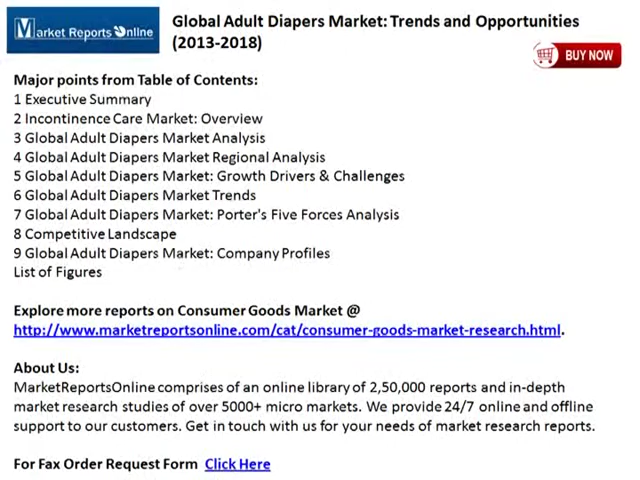 Market Reports Online
Global Adult Diapers Market: Trends and Opportunities
(2013-2018)
BUY NOW
Major points from Table of Contents:
1 Executive Summary
2 Incontinence Care Market: Overview
3 Global Adult Diapers Market Analysis
4 Global Adult Diapers Market Regional Analysis
5 Global Adult Diapers Market: Growth Drivers & Challenges
6 Global Adult Diapers Market Trends
7 Global Adult Diapers Market: Porter's Five Forces Analysis
8 Competitive Landscape
9 Global Adult Diapers Market: Company Profiles
List of Figures
Explore more reports on Consumer Goods Market @
http://www.marketreportsonline.com/cat/consumer-goods-market-research.html.
About Us:
MarketReportsOnline comprises of an online library of 2,50,000 reports and in-depth
market research studies of over 5000+ micro markets. We provide 24/7 online and offline
support to our customers. Get in touch with us for your needs of market research reports.
For Fax Order Request Form Click Here